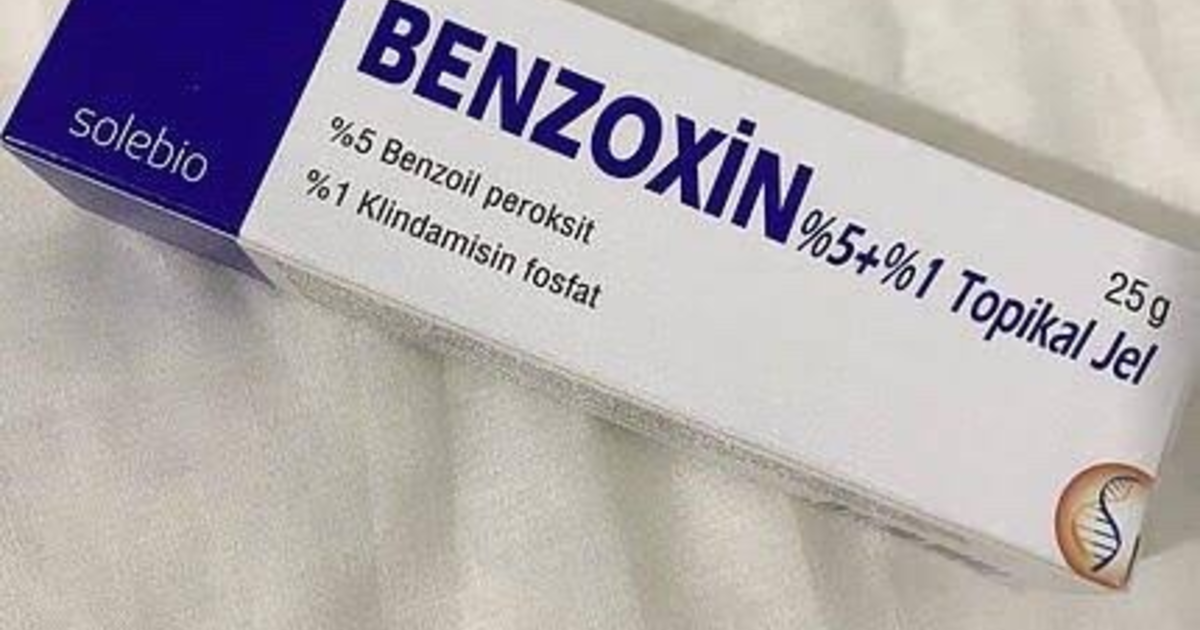 solebio
BENZOXİN %5+%1 Topikal Jel
%5 Benzoil peroksit
%1 Klindamisin fosfat
25 g